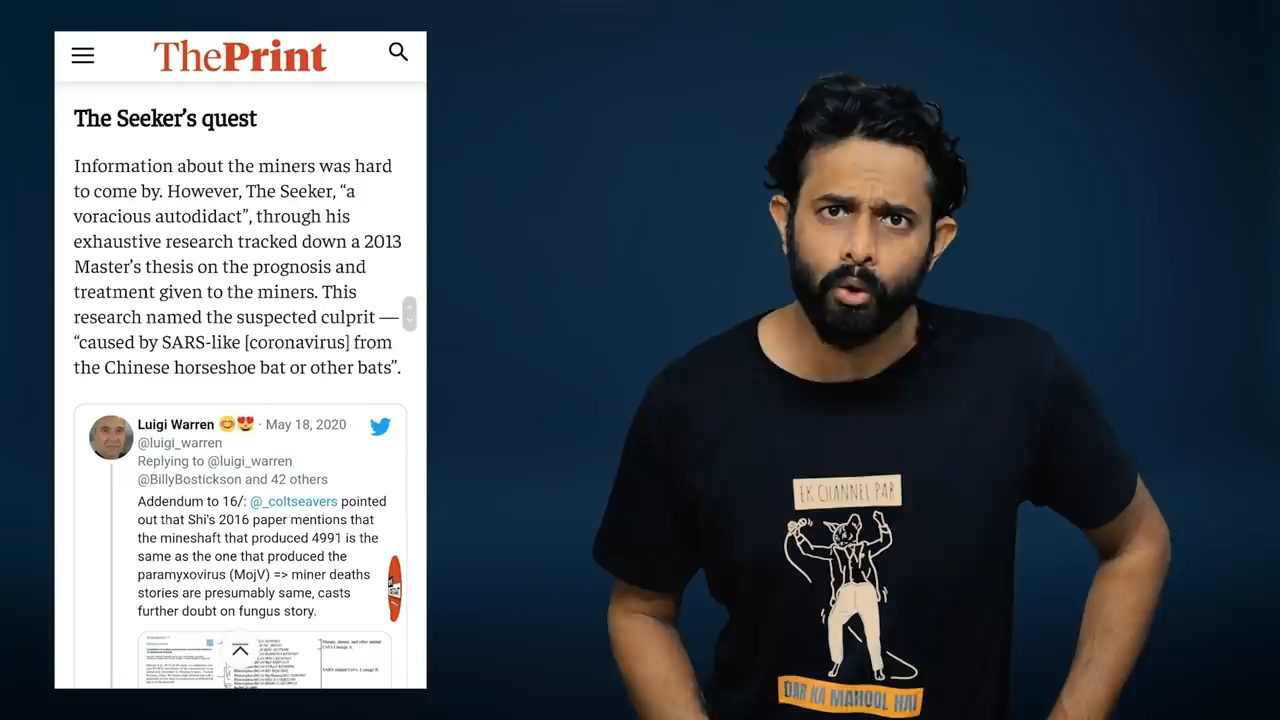 ThePrint
The Seeker's quest
Information about the miners was hard
to come by. However, The Seeker, “a
voracious autodidact”, through his
exhaustive research tracked down a 2013
Master’s thesis on the prognosis and
treatment given to the miners. This
research named the suspected culprit —
“caused by SARS-like [coronavirus] from
the Chinese horseshoe bat or other bats”.
Luigi Warren 😊😍 · May 18, 2020
@luigi_warren
Replying to @luigi_warren
@BillyBostickson and 42 others
Addendum to 16/: @_coltseavers pointed
out that Shi's 2016 paper mentions that
the mineshaft that produced 4991 is the
same as the one that produced the
paramyxovirus (MojV) => miner deaths
stories are presumably same, casts
further doubt on fungus story.
EK CHANNEL PAR
DAR KA MAHOOL HAI